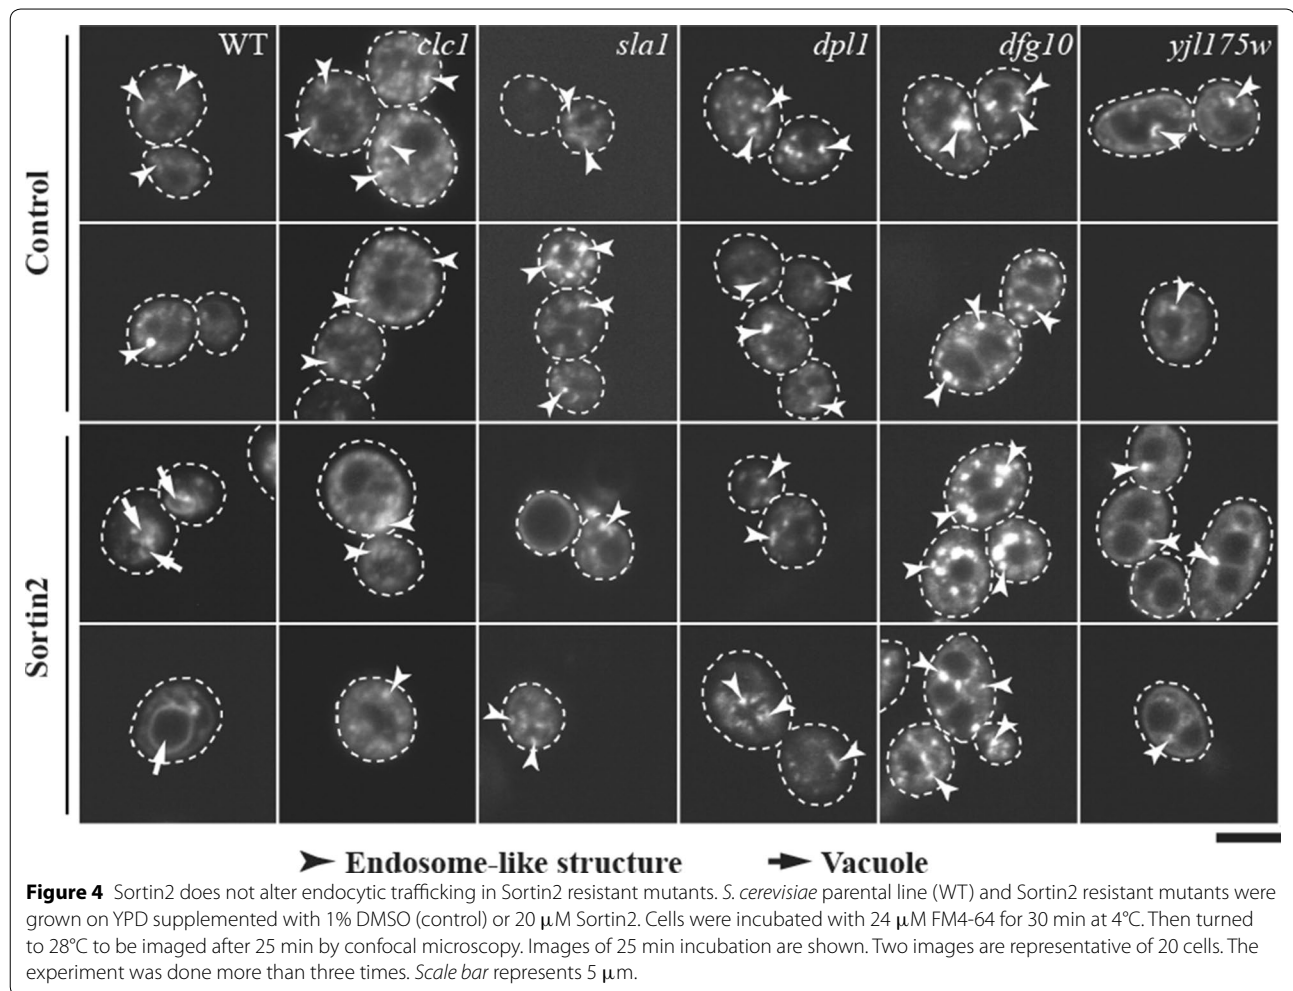 WT clc1 sla1 dpl1 dfg10 yjl175w
Control
Sortin2
Endosome-like structure Vacuole
Figure 4 Sortin2 does not alter endocytic trafficking in Sortin2 resistant mutants. S. cerevisiae parental line (WT) and Sortin2 resistant mutants were
grown on YPD supplemented with 1% DMSO (control) or 20 μM Sortin2. Cells were incubated with 24 μM FM4-64 for 30 min at 4°C. Then turned
to 28°C to be imaged after 25 min by confocal microscopy. Images of 25 min incubation are shown. Two images are representative of 20 cells. The
experiment was done more than three times. Scale bar represents 5 μm.